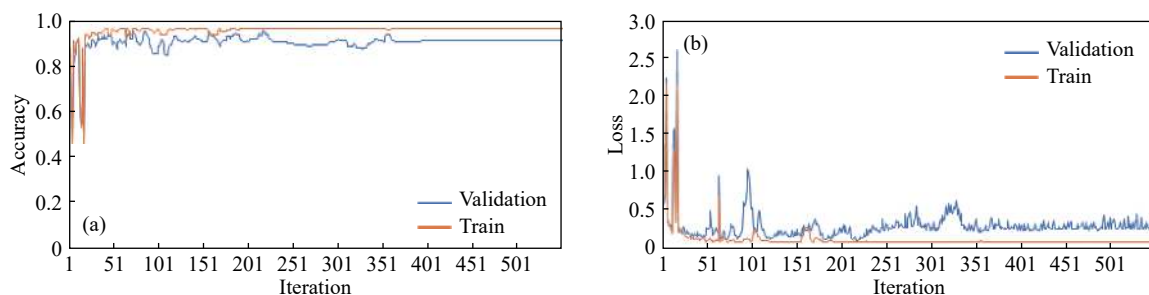 1.0
0.8
0.6
0.4
0.2
0
Accuracy
(a)
Validation
Train
1 51 101 151 201 251 301 351 401 451 501
Iteration
3.0
2.5
2.0
1.5
1.0
0.5
0
Loss
(b)
Validation
Train
1 51 101 151 201 251 301 351 401 451 501
Iteration